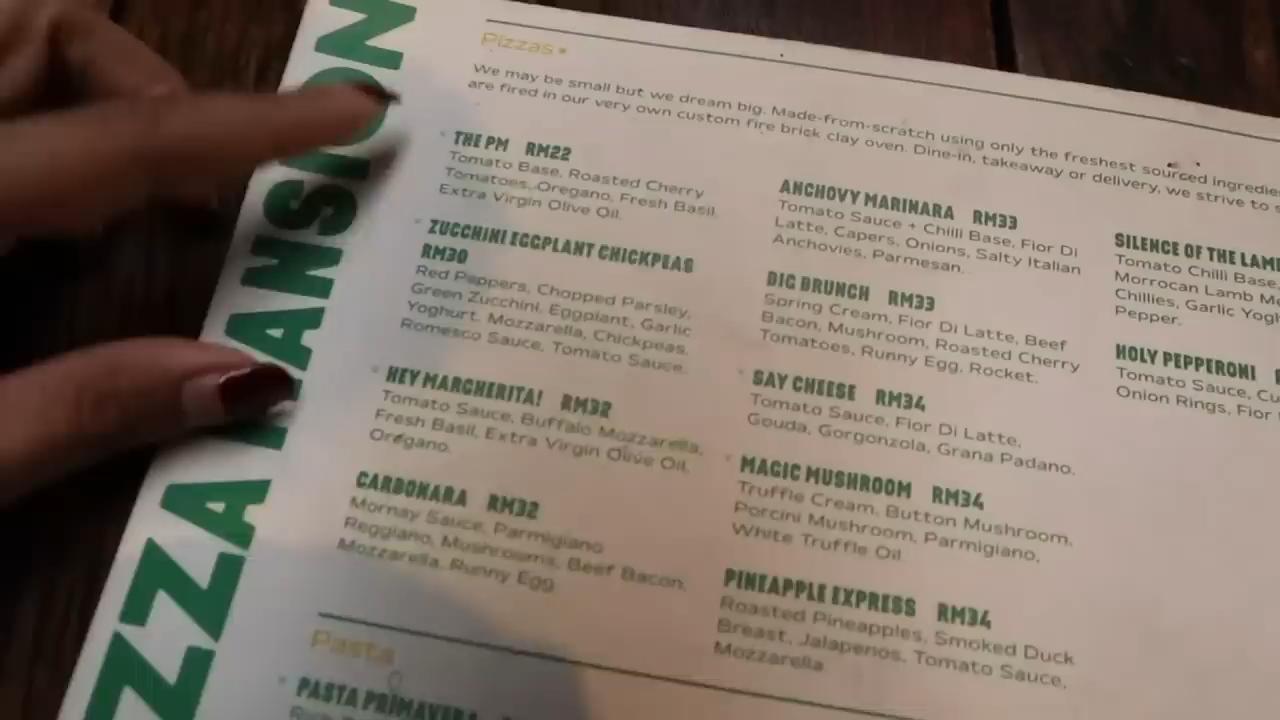 ZZA MANSION
Pizzas
We may be small but we dream big. Made-from-scratch using only the freshest sourced
are fired in our very own custom fire brick clay oven. Dine-in, takeaway or delivery, we strive to
THE PM RM22
Tomato Base, Roasted Cherry
Tomatoes, Oregano, Fresh Basil,
Extra Virgin Olive Oil.
ZUCCHINI EGGPLANT CHICKPEAS
RM30
Red Peppers, Chopped Parsley,
Green Zucchini, Eggplant, Garlic
Yoghurt, Mozzarella, Chickpeas,
Romesco Sauce, Tomato Sauce.
HEY MARGHERITA! RM32
Tomato Sauce, Buffalo Mozzarella,
Fresh Basil, Extra Virgin Olive Oil,
Oregano.
CARBONARA RM32
Mornay Sauce, Parmigiano
Reggiano, Mushrooms, Beef Bacon,
Mozzarella, Runny Egg
ANCHOVY MARINARA RM33
Tomato Sauce + Chilli Base, Fior Di
Latte, Capers, Onions, Salty Italian
Anchovies, Parmesan.
BIG BRUNCH RM33
Spring Cream, Fior Di Latte, Beef
Bacon, Mushroom, Roasted Cherry
Tomatoes, Runny Egg, Rocket.
SAY CHEESE RM34
Tomato Sauce, Fior Di Latte,
Gouda, Gorgonzola, Grana Padano.
MAGIC MUSHROOM RM34
Truffle Cream, Button Mushroom,
Porcini Mushroom, Parmigiano,
White Truffle Oil
PINEAPPLE EXPRESS RM34
Roasted Pineapples, Smoked Duck
Breast, Jalapenos, Tomato Sauce,
Mozzarella
SILENCE OF THE
Tomato Chilli Base,
Morrocan Lamb
Chillies, Garlic
Pepper.
HOLY PEPPERONI
Tomato Sauce,
Onion Rings, Fior
Pasta
PASTA PRIMAVERA